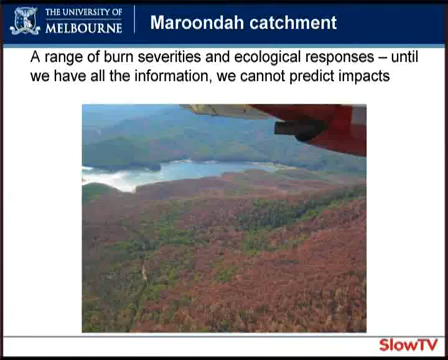 THE UNIVERSITY OF
MELBOURNE
Maroondah catchment
A range of burn severities and ecological responses – until
we have all the information, we cannot predict impacts
SlowTV